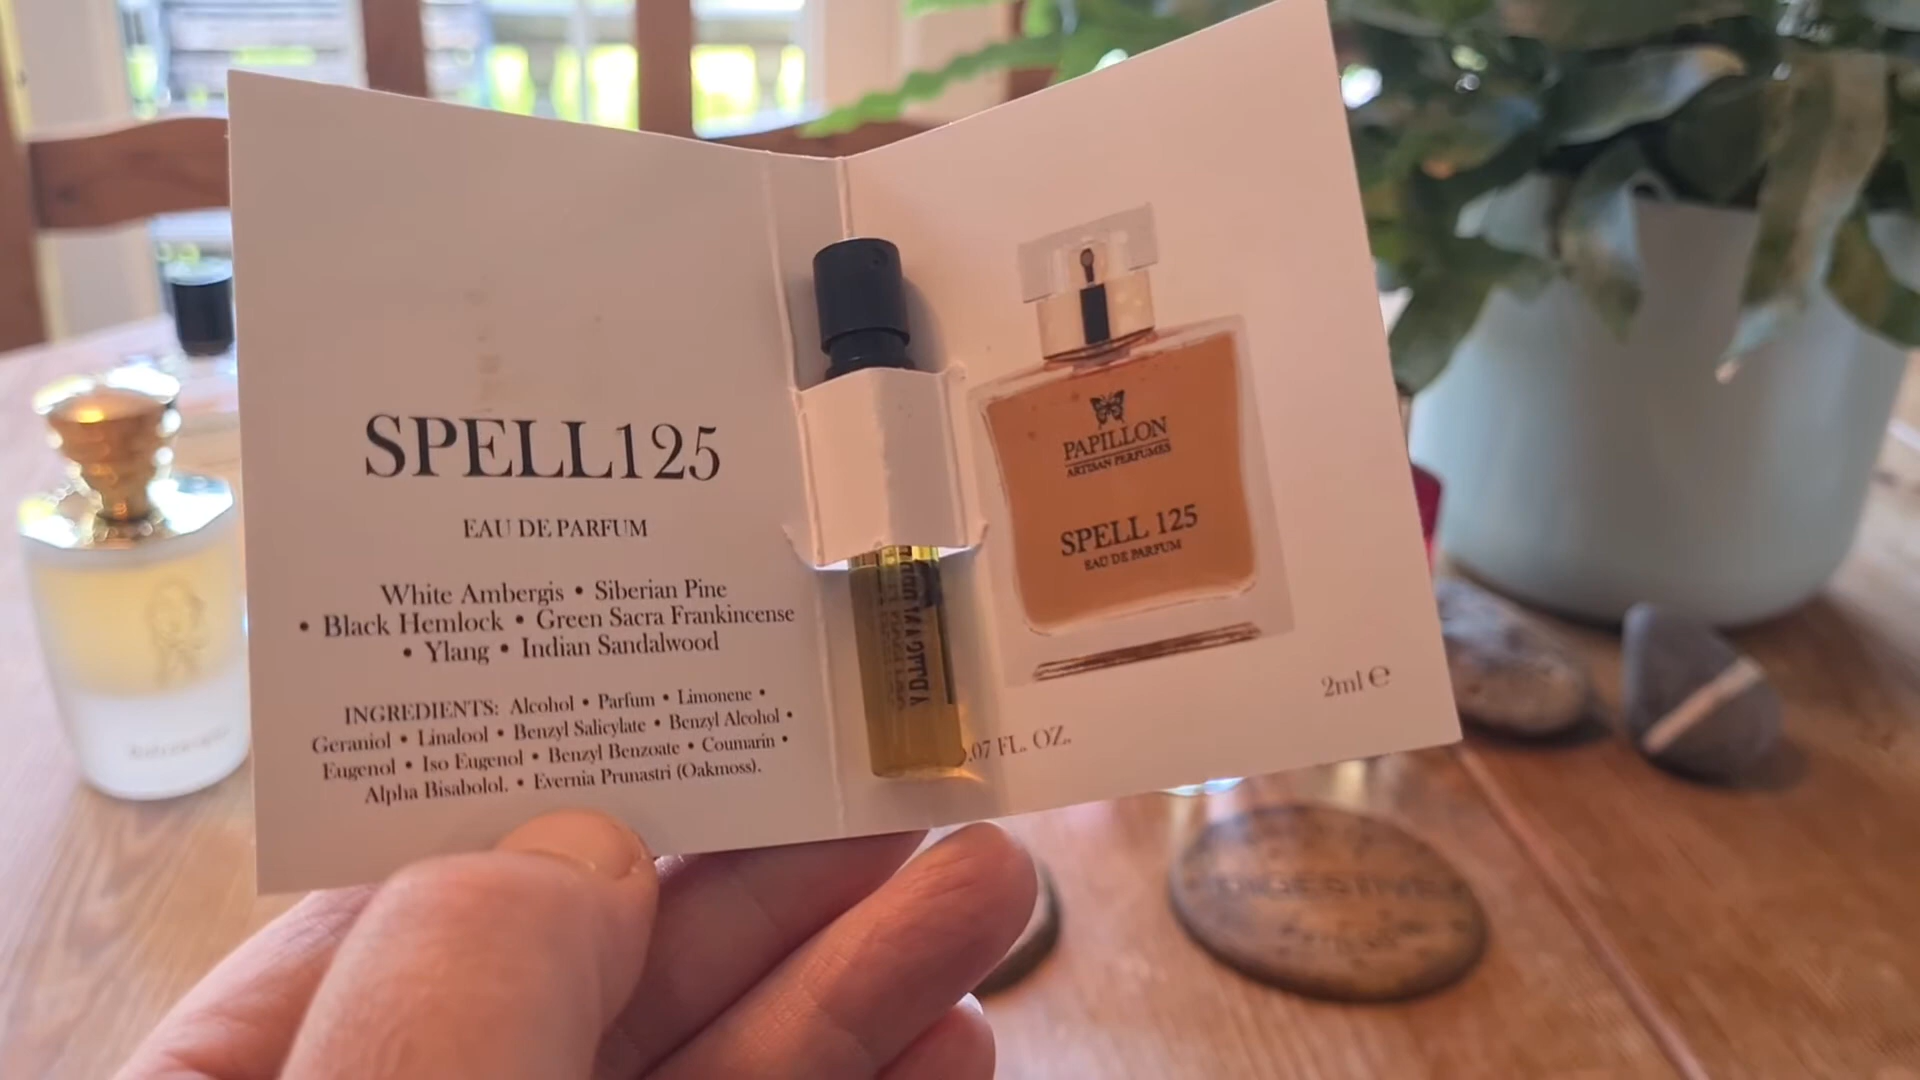 SPELL125
EAU DE PARFUM
White Ambergis • Siberian Pine
• Black Hemlock • Green Sacra Frankincense
• Ylang • Indian Sandalwood
INGREDIENTS: Alcohol • Parfum • Limonene •
Geraniol • Linalool • Benzyl Salicylate • Benzyl Alcohol •
Eugenol • Iso Eugenol • Benzyl Benzoate • Coumarin •
Alpha Bisabolol. • Evernia Prunastri (Oakmoss).
PAPILLON
ARTISAN PERFUMES
SPELL 125
EAU DE PARFUM
2ml ℮
.07 FL. OZ.
DIGESTIVE